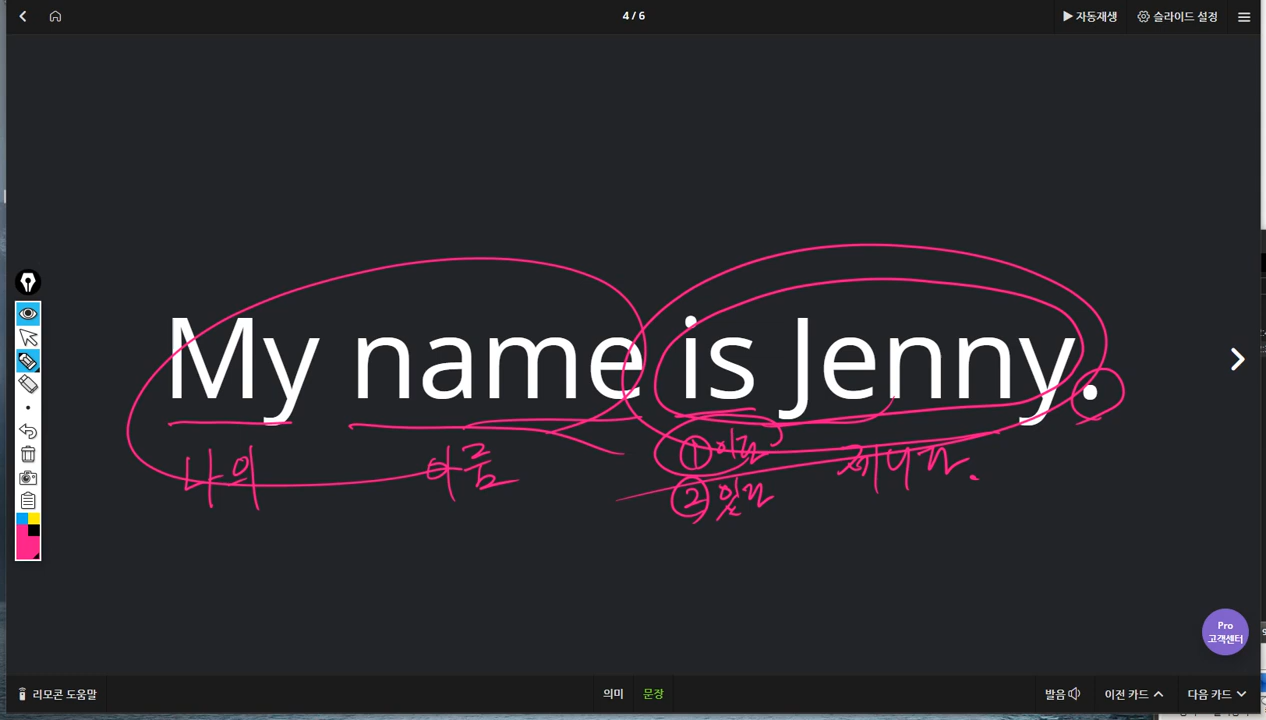 4 / 6
자동재생
슬라이드 설정
My name is Jenny.
나의 이름 ① 이다 제니다.
② 있다
Pro
고객센터
리모콘 도움말
의미 문장
발음 이전 카드 다음 카드